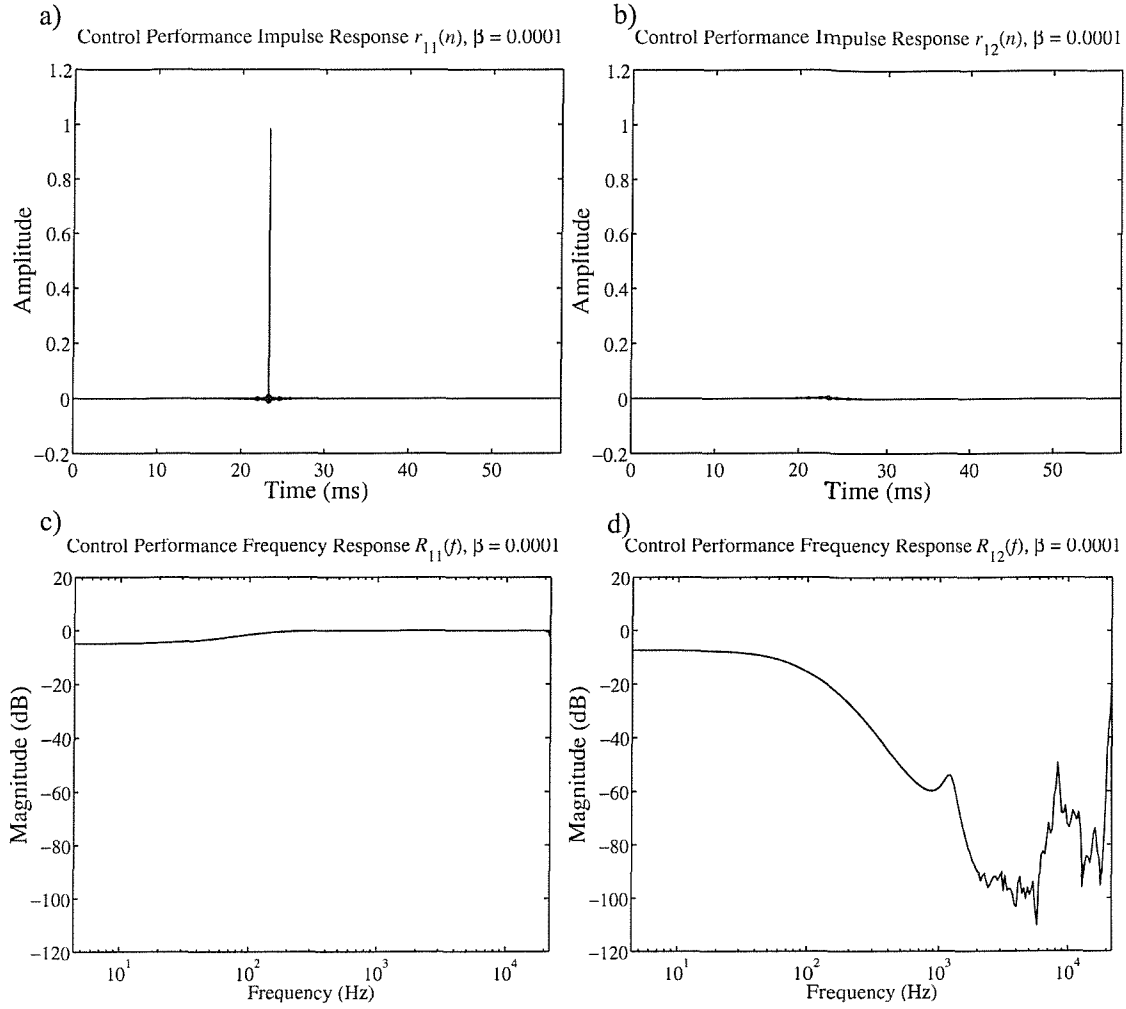 a)
Control Performance Impulse Response r11(n), β = 0.0001
1.2
1
0.8
0.6
0.4
0.2
0
−0.2
Amplitude
0 10 20 30 40 50
Time (ms)
b)
Control Performance Impulse Response r12(n), β = 0.0001
1.2
1
0.8
0.6
0.4
0.2
0
−0.2
Amplitude
0 10 20 30 40 50
Time (ms)
c)
Control Performance Frequency Response R11(f), β = 0.0001
20
0
−20
−40
−60
−80
−100
−120
Magnitude (dB)
10^1 10^2 10^3 10^4
Frequency (Hz)
d)
Control Performance Frequency Response R12(f), β = 0.0001
20
0
−20
−40
−60
−80
−100
−120
Magnitude (dB)
10^1 10^2 10^3 10^4
Frequency (Hz)